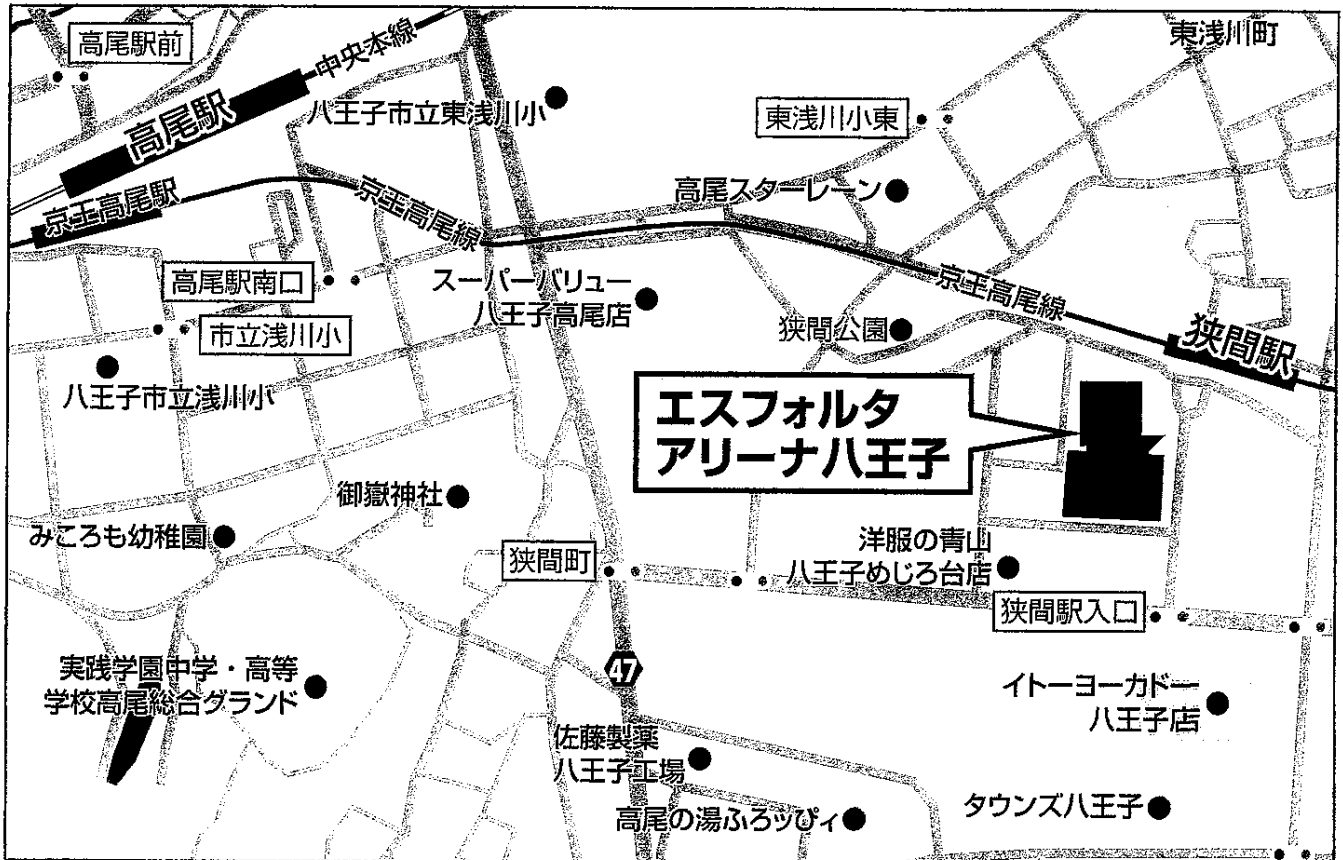 高尾駅前
中央本線
東浅川町
高尾駅
八王子市立東浅川小
東浅川小東
京王高尾駅
京王高尾線
高尾スターレーン
高尾駅南口
スーパーバリュー
八王子高尾店
京王高尾線
市立浅川小
狭間公園
狭間駅
八王子市立浅川小
エスフォルタ
アリーナ八王子
御嶽神社
みころも幼稚園
狭間町
洋服の青山
八王子めじろ台店
狭間駅入口
実践学園中学・高等
学校高尾総合グランド
47
イトーヨーカドー
八王子店
佐藤製薬
八王子工場
高尾の湯ふろッぴィ
タウンズ八王子